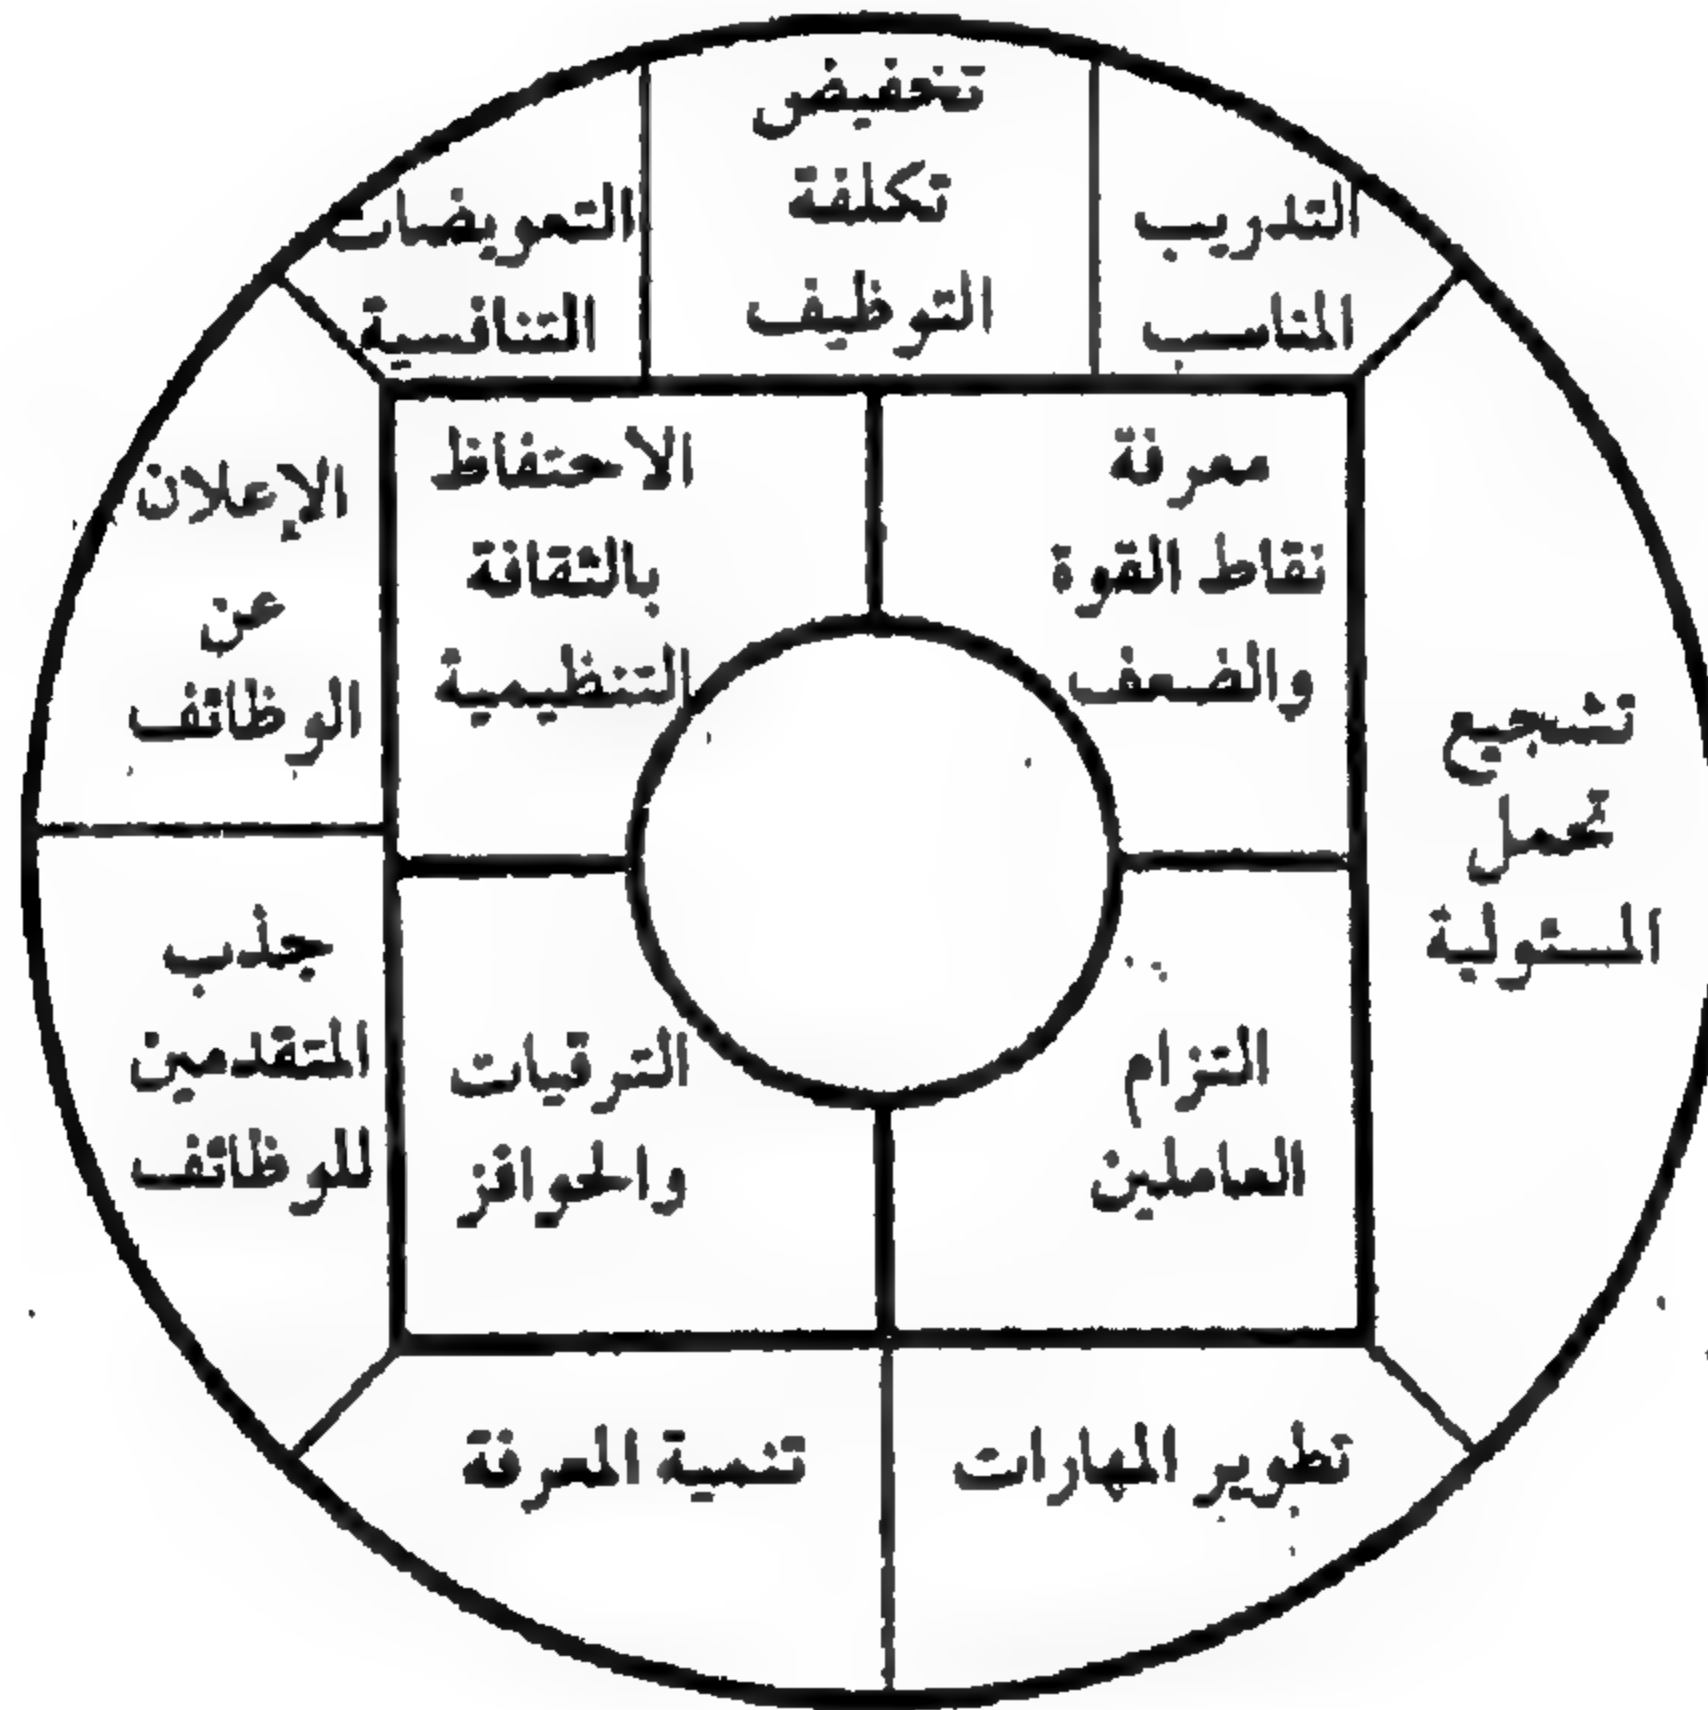 تخفيض
تكلفة
التوظيف
التدريب
المناسب
التعويضات
التنافسية
معرفة
نقاط القوة
والضعف
الاحتفاظ
بالثقافة
التنظيمية
الإعلان
عن
الوظائف
تشجيع
تحمل
المسئولية
جذب
المتقدمين
للوظائف
التزام
العاملين
الترقيات
والحوافز
تطوير المهارات
تنمية المعرفة